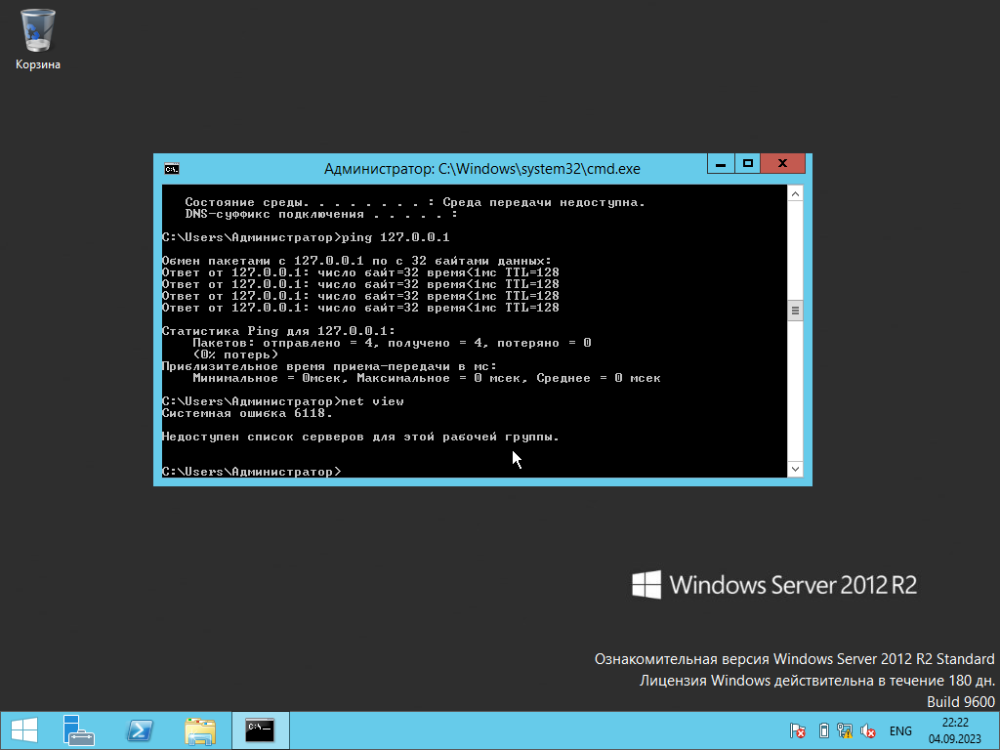 Корзина
Администратор: C:\Windows\system32\cmd.exe
Состояние среды. . . . . . . . : Среда передачи недоступна.
DNS-суффикс подключения . . . . . :
C:\Users\Администратор>ping 127.0.0.1
Обмен пакетами с 127.0.0.1 по с 32 байтами данных:
Ответ от 127.0.0.1: число байт=32 время<1мс TTL=128
Ответ от 127.0.0.1: число байт=32 время<1мс TTL=128
Ответ от 127.0.0.1: число байт=32 время<1мс TTL=128
Ответ от 127.0.0.1: число байт=32 время<1мс TTL=128
Статистика Ping для 127.0.0.1:
Пакетов: отправлено = 4, получено = 4, потеряно = 0
(0% потерь)
Приблизительное время приема-передачи в мс:
Минимальное = 0мсек, Максимальное = 0 мсек, Среднее = 0 мсек
C:\Users\Администратор>net view
Системная ошибка 6118.
Недоступен список серверов для этой рабочей группы.
C:\Users\Администратор>
Windows Server 2012 R2
Ознакомительная версия Windows Server 2012 R2 Standard
Лицензия Windows действительна в течение 180 дн.
Build 9600
ENG
22:22
04.09.2023